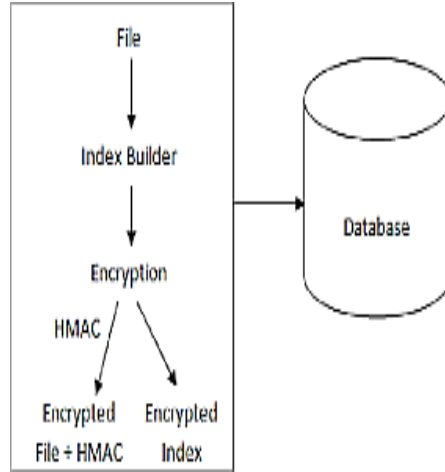 File
Index Builder
Database
Encryption
HMAC
Encrypted Encrypted
File + HMAC Index